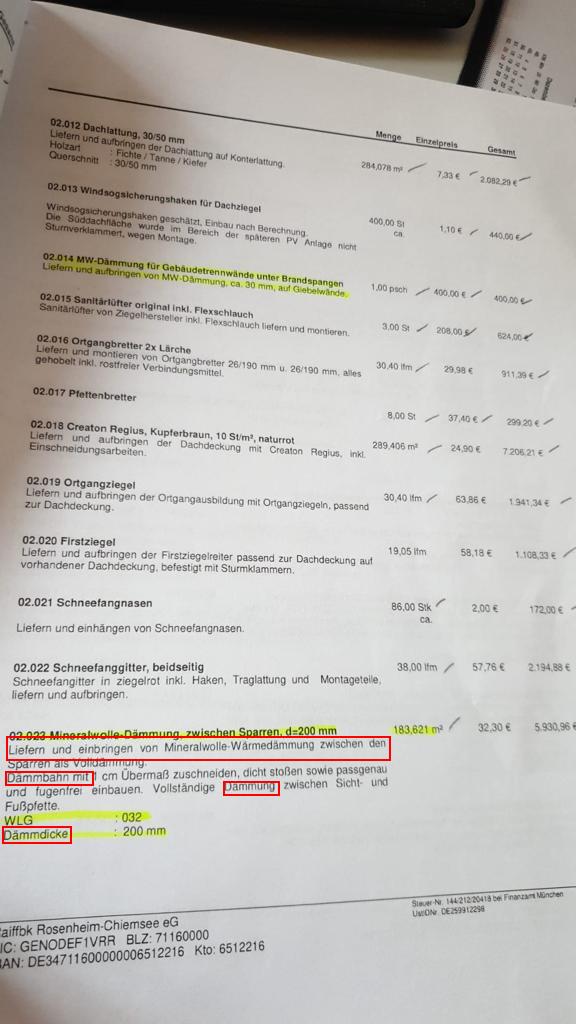 Menge Einzelpreis Gesamt
02.012 Dachlattung, 30/50 mm
Liefern und aufbringen der Dachlattung auf Konterlattung.
Holzart : Fichte / Tanne / Kiefer
Querschnitt : 30/50 mm
284,078 m² 7,33 € 2.082,29 €
02.013 Windsogsicherungshaken für Dachziegel
Windsogsicherungshaken geschätzt, Einbau nach Berechnung.
Die Süddachfläche wurde im Bereich der späteren PV Anlage nicht
Sturnverklammert, wegen Montage.
400,00 St 1,10 € 440,00 €
ca.
02.014 MW-Dämmung für Gebäudetrennwände unter Brandspangen
Liefern und aufbringen von MW-Dämmung, ca. 30 mm, auf Giebelwände.
1,00 psch 400,00 € 400,00 €
02.015 Sanitärlüfter original inkl. Flexschlauch
Sanitärlüfter von Ziegelhersteller inkl. Flexschlauch liefern und montieren.
3,00 St 208,00 € 624,00 €
02.016 Ortgangbretter 2x Lärche
Liefern und montieren von Ortgangbretter 26/190 mm u. 26/190 mm, alles
gehobelt inkl. rostfreier Verbindungsmittel.
30,40 lfm 29,98 € 911,39 €
02.017 Pfettenbretter
8,00 St 37,40 € 299,20 €
02.018 Creaton Regius, Kupferbraun, 10 St/m², naturrot
Liefern und aufbringen der Dachdeckung mit Creaton Regius, inkl.
Einschneidungsarbeiten.
289,406 m² 24,90 € 7.206,21 €
02.019 Ortgangziegel
Liefern und aufbringen der Ortgangausbildung mit Ortgangziegeln, passend
zur Dachdeckung.
30,40 lfm 63,86 € 1.941,34 €
02.020 Firstziegel
Liefern und aufbringen der Firstziegelreiter passend zur Dachdeckung auf
vorhandener Dachdeckung, befestigt mit Sturmklammern.
19,05 lfm 58,18 € 1.108,33 €
02.021 Schneefangnasen
Liefern und einhängen von Schneefangnasen.
86,00 Stk 2,00 € 172,00 €
ca.
02.022 Schneefanggitter, beidseitig
Schneefangitter in ziegelrot inkl. Haken, Traglattung und Montageteile,
liefern und aufbringen.
38,00 lfm 57,76 € 2.194,88 €
02.023 Mineralwolle-Dämmung, zwischen Sparren, d=200 mm
183,621 m² 32,30 € 5.930,96 €
Liefern und einbringen von Mineralwolle-Wärmedämmung zwischen den
Sparren als Volldämmung.
Dämmbahn mit 1 cm Übermaß zuschneiden, dicht stoßen sowie passgenau
und fugenfrei einbauen. Vollständige Dämmung zwischen Sicht- und
Fußpfette.
WLG : 032
Dämmdicke : 200 mm
Steuer-Nr. 144/212/20418 bei Finanzamt München
UstIDNr. DE259912298
Raiffbk Rosenheim-Chiemsee eG
IC: GENODEF1VRR BLZ: 71160000
AN: DE34711600000006512216 Kto: 6512216